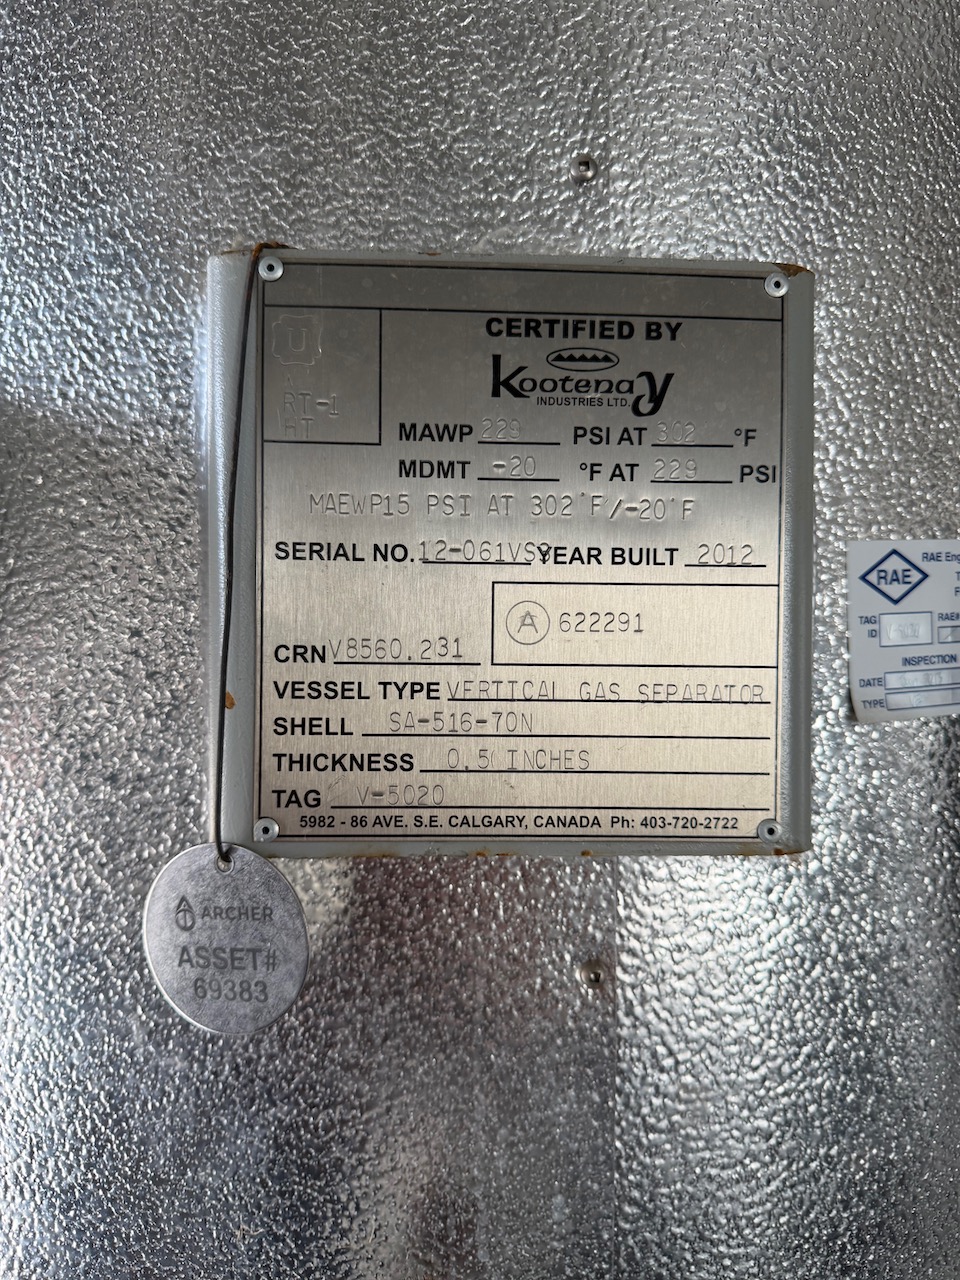 U
RT-1
HT
CERTIFIED BY
Kootenay
INDUSTRIES LTD.
MAWP 229 PSI AT 302 °F
MDMT -20 °F AT 229 PSI
MAEWP15 PSI AT 302°F/-20°F
SERIAL NO. 12-061VS YEAR BUILT 2012
A 622291
CRN V8560.231
VESSEL TYPE VERTICAL GAS SEPARATOR
SHELL SA-516-70N
THICKNESS 0.50 INCHES
TAG V-5020
5982 - 86 AVE. S.E. CALGARY, CANADA Ph: 403-720-2722
ARCHER
ASSET#
69383
RAE RAE Eng
TAG
ID
RAE#
INSPECTION
DATE
TYPE